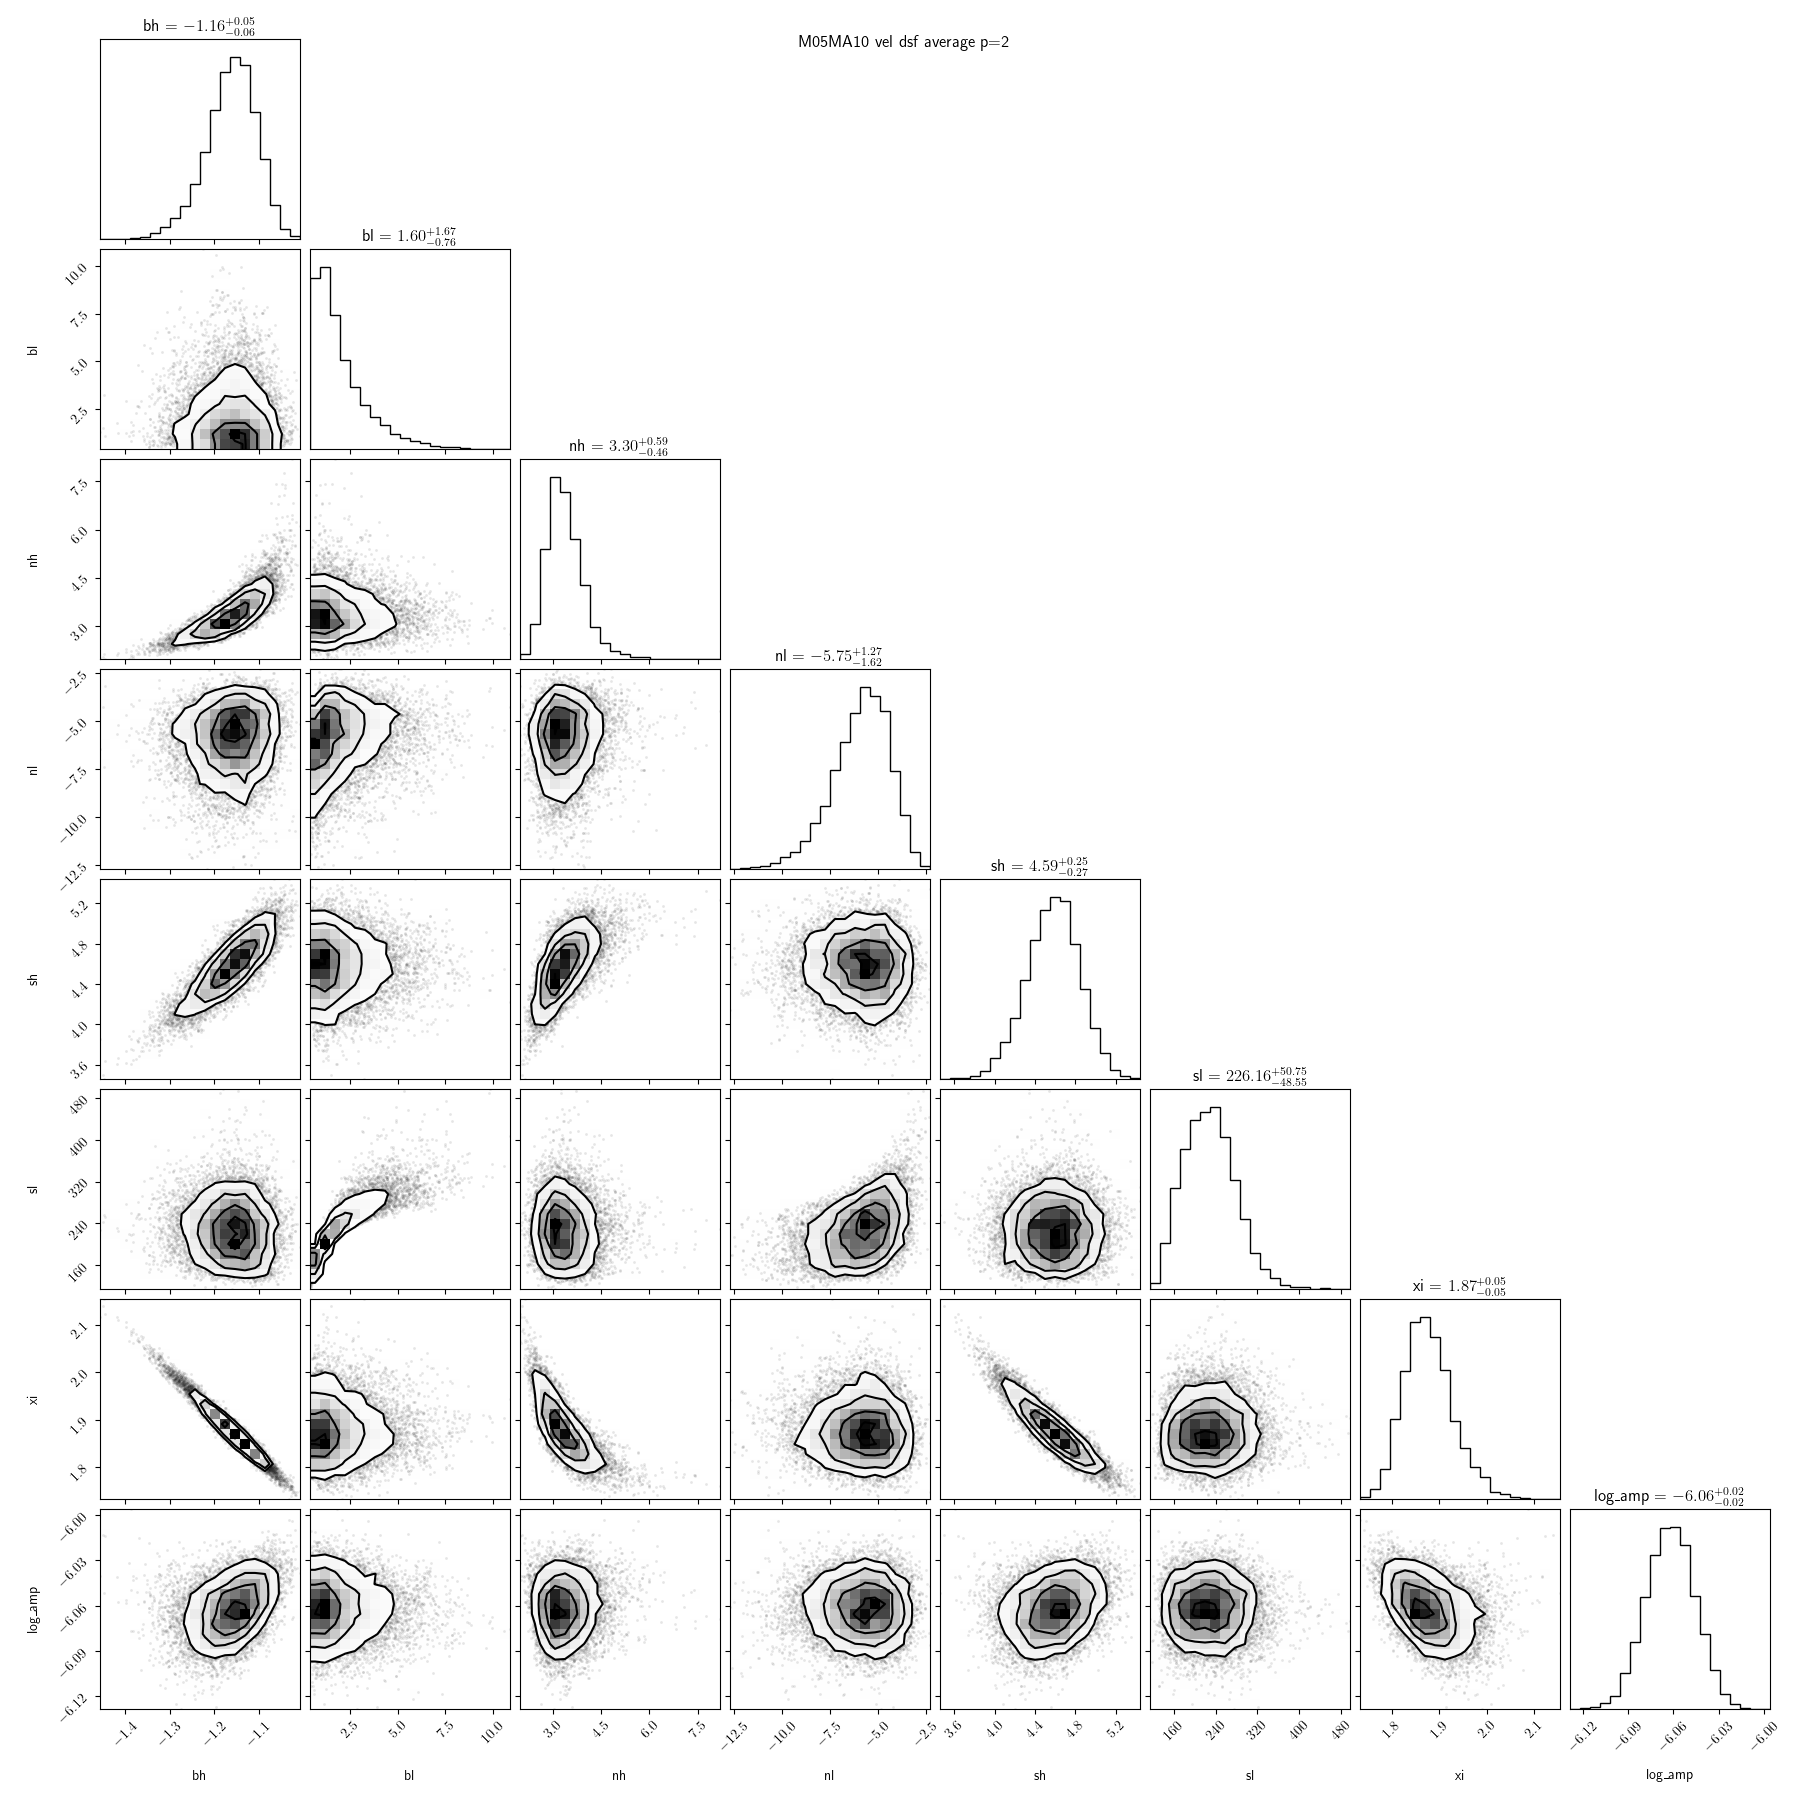 M05MA10 vel dsf average p=2
bh = −1.16+0.05−0.06
bl = 1.60+1.67−0.76
10.0
7.5
5.0
2.5
bl
nh = 3.30+0.59−0.46
7.5
6.0
4.5
3.0
nh
nl = −5.75+1.27−1.62
−2.5
−5.0
−7.5
−10.0
−12.5
nl
sh = 4.59+0.25−0.27
5.2
4.8
4.4
4.0
3.6
sh
sl = 226.16+50.75−48.55
480
400
320
240
160
sl
xi = 1.87+0.05−0.05
2.1
2.0
1.9
1.8
xi
log_amp = −6.06+0.02−0.02
−6.00
−6.03
−6.06
−6.09
−6.12
log_amp
−1.4 −1.3 −1.2 −1.1 2.5 5.0 7.5 10.0 3.0 4.5 6.0 7.5 −12.5 −10.0 −7.5 −5.0 −2.5 3.6 4.0 4.4 4.8 5.2 160 240 320 400 480 1.8 1.9 2.0 2.1 −6.12 −6.09 −6.06 −6.03 −6.00
bh bl nh nl sh sl xi log_amp